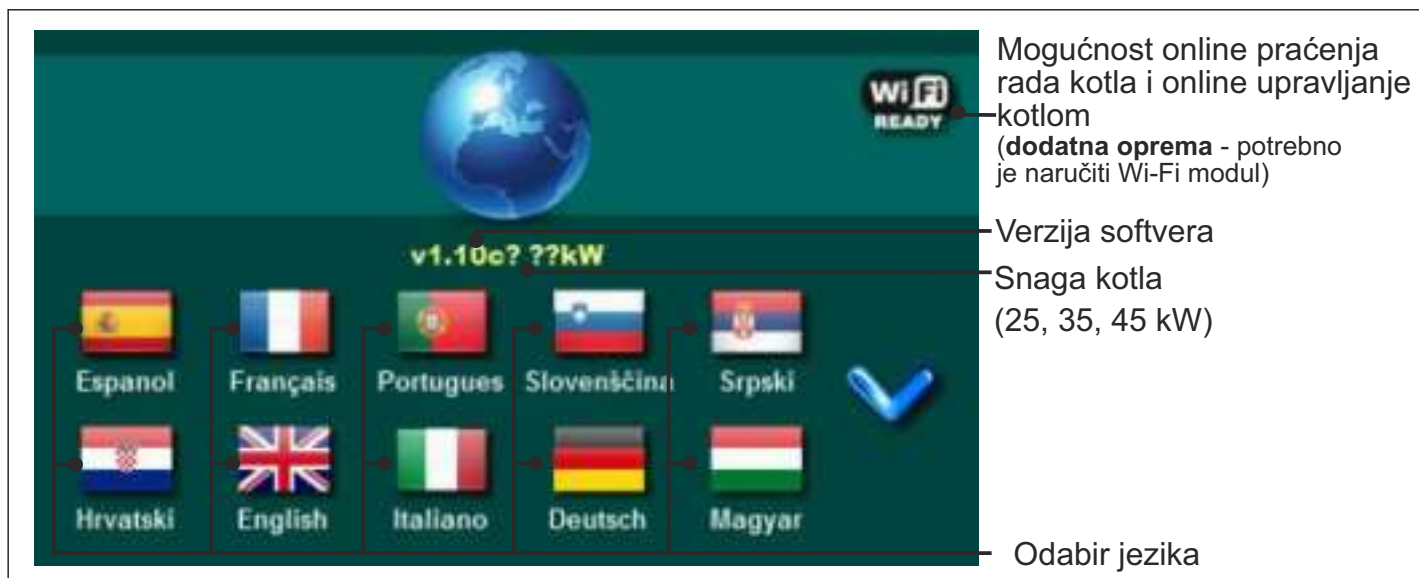 Mogućnost online praćenja
rada kotla i online upravljanje
kotlom
(dodatna oprema - potrebno
je naručiti Wi-Fi modul)
WiFi
READY
v1.10c? ??kW
Verzija softvera
Snaga kotla
(25, 35, 45 kW)
Espanol Français Portugues Slovenščina Srpski
Hrvatski English Italiano Deutsch Magyar
Odabir jezika